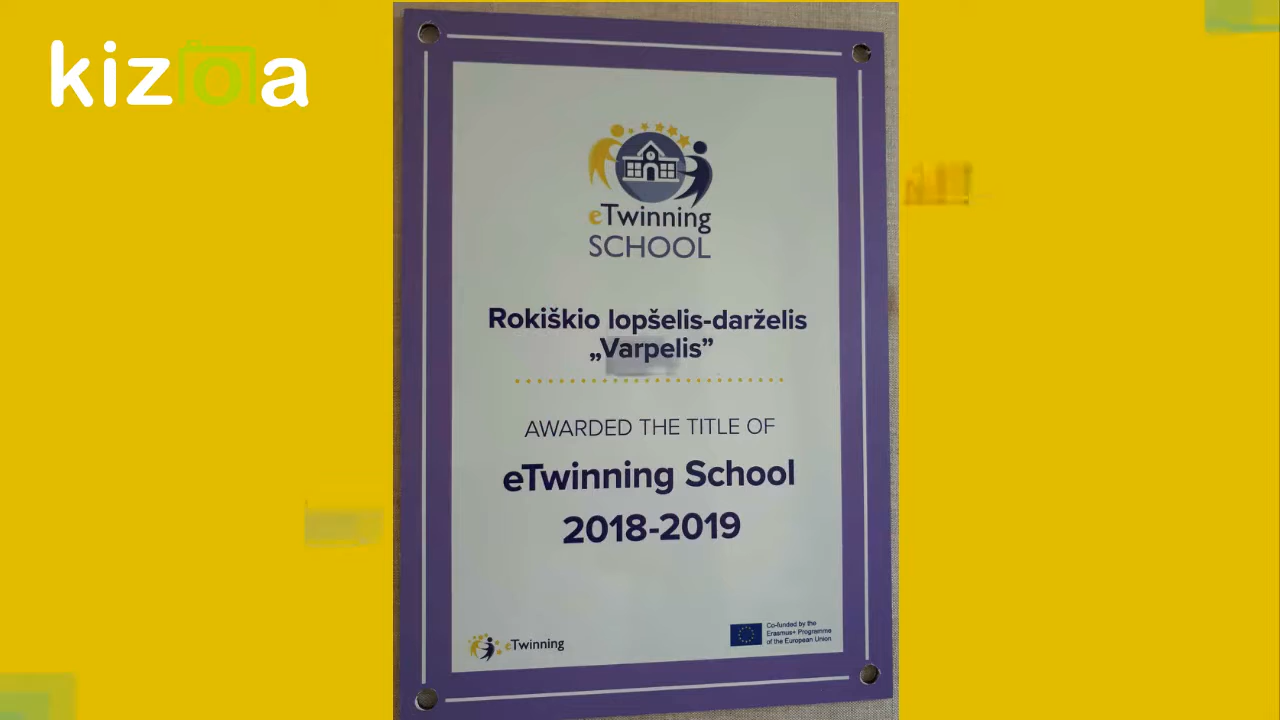 kizoa
eTwinning
SCHOOL
Rokiškio lopšelis-darželis
„Varpelis”
AWARDED THE TITLE OF
eTwinning School
2018-2019
eTwinning
Co-funded by the
Erasmus+ Programme
of the European Union